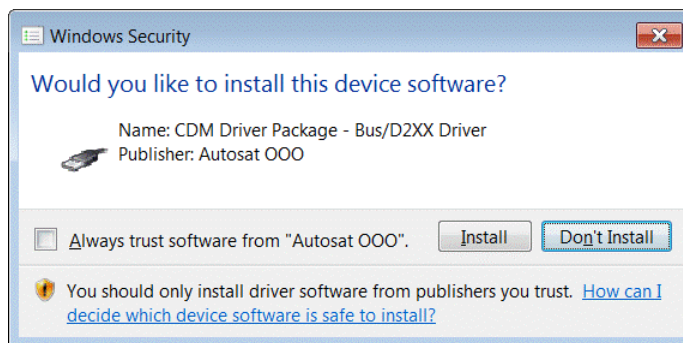 Windows Security
Would you like to install this device software?
Name: CDM Driver Package - Bus/D2XX Driver
Publisher: Autosat OOO
Always trust software from "Autosat OOO".
Install
Don't Install
You should only install driver software from publishers you trust. How can I
decide which device software is safe to install?